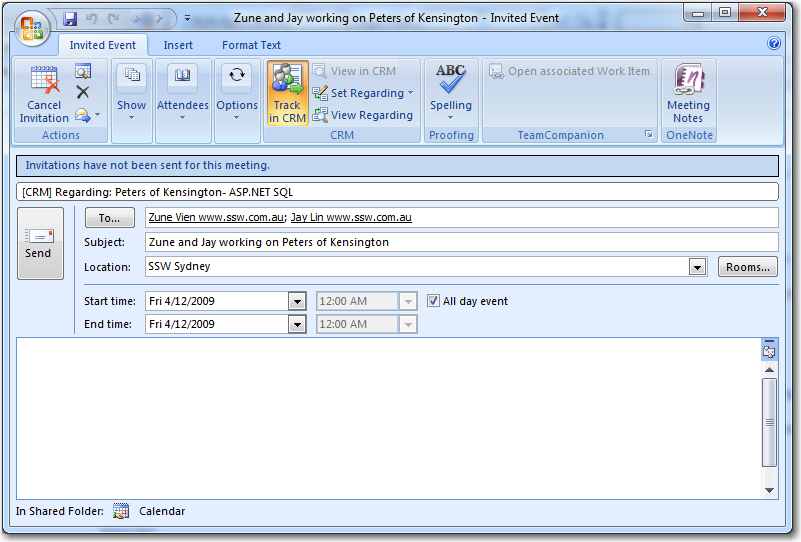 Zune and Jay working on Peters of Kensington - Invited Event
Invited Event Insert Format Text
Cancel Invitation
Actions
Show
Attendees
Options
Track in CRM
View in CRM
Set Regarding
View Regarding
CRM
ABC
Spelling
Proofing
Open associated Work Item
TeamCompanion
Meeting Notes
OneNote
Invitations have not been sent for this meeting.
[CRM] Regarding: Peters of Kensington- ASP.NET SQL
Send
To... Zune Vien www.ssw.com.au; Jay Lin www.ssw.com.au
Subject: Zune and Jay working on Peters of Kensington
Location: SSW Sydney Rooms...
Start time: Fri 4/12/2009 12:00 AM All day event
End time: Fri 4/12/2009 12:00 AM
In Shared Folder: Calendar